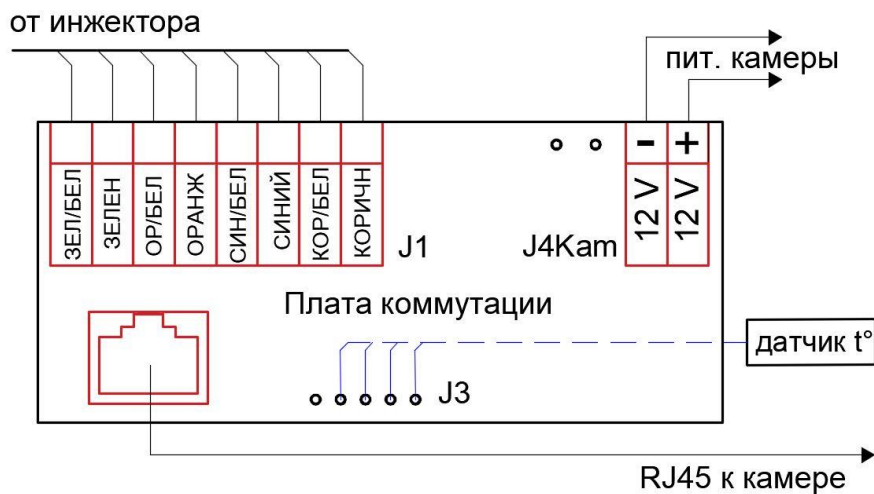 от инжектора
пит. камеры
ЗЕЛ/БЕЛ
ЗЕЛЕН
ОР/БЕЛ
ОРАНЖ
СИН/БЕЛ
СИНИЙ
КОР/БЕЛ
КОРИЧН
J1
J4Kam
- +
12 V
12 V
Плата коммутации
датчик t°
J3
RJ45 к камере